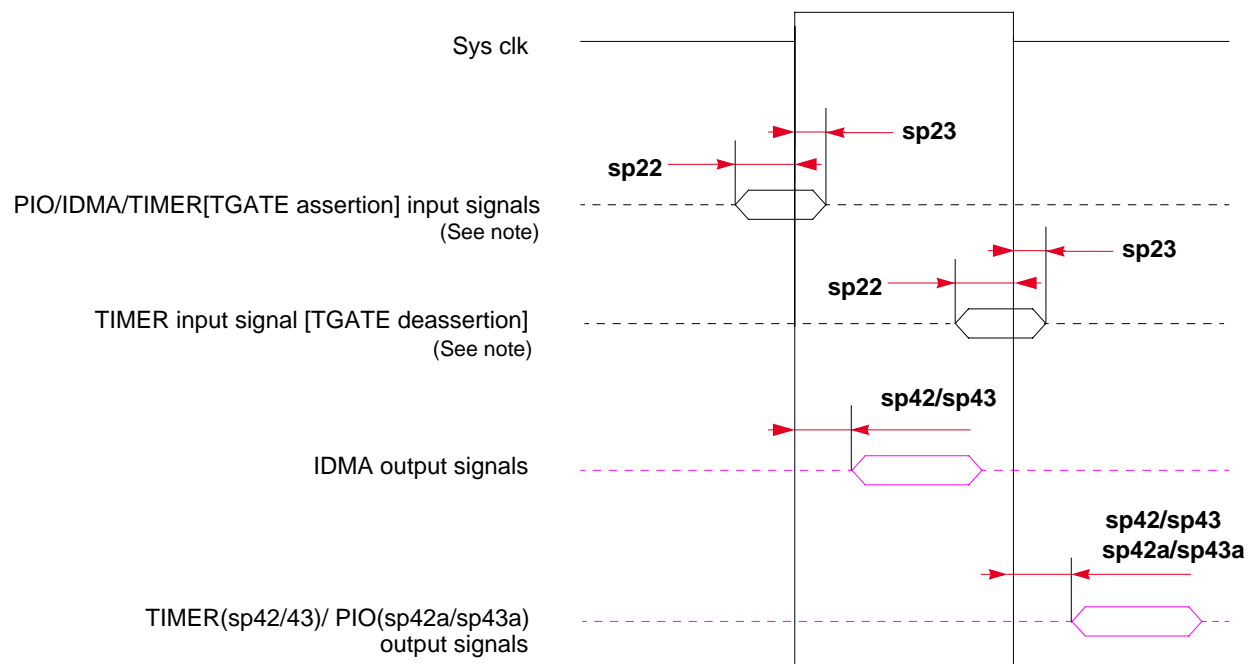 Sys clk
sp23
sp22
PIO/IDMA/TIMER[TGATE assertion] input signals
(See note)
sp23
sp22
TIMER input signal [TGATE deassertion]
(See note)
sp42/sp43
IDMA output signals
sp42/sp43
sp42a/sp43a
TIMER(sp42/43)/ PIO(sp42a/sp43a)
output signals